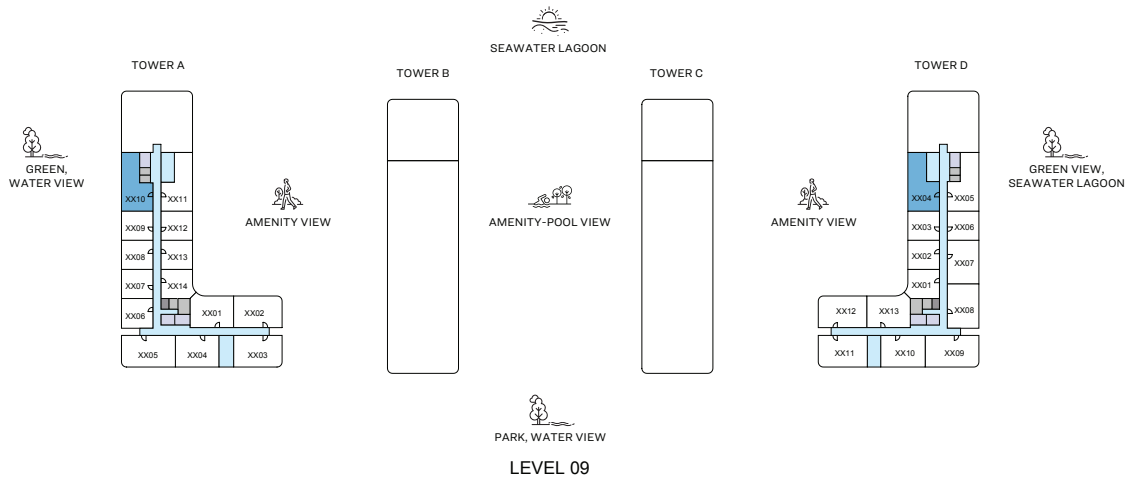 SEAWATER LAGOON
TOWER A
TOWER B
TOWER C
TOWER D
GREEN,
WATER VIEW
AMENITY VIEW
AMENITY-POOL VIEW
AMENITY VIEW
GREEN VIEW,
SEAWATER LAGOON
XX10
XX11
XX09
XX12
XX08
XX13
XX07
XX14
XX06
XX01
XX02
XX05
XX04
XX03
XX04
XX05
XX03
XX06
XX02
XX07
XX01
XX12
XX13
XX08
XX11
XX10
XX09
PARK, WATER VIEW
LEVEL 09